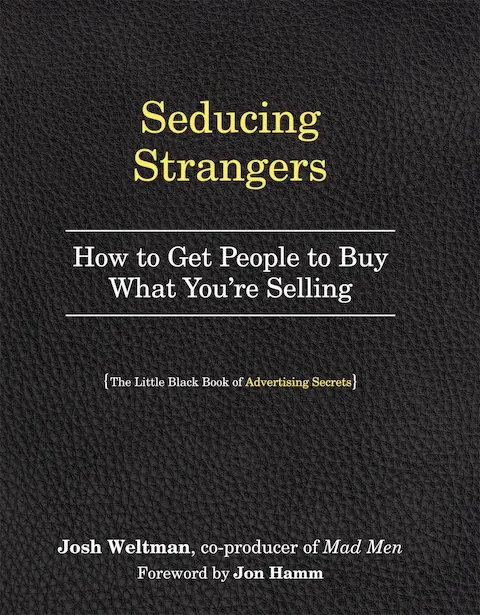 Seducing
Strangers
How to Get People to Buy
What You're Selling
{The Little Black Book of Advertising Secrets}
Josh Weltman, co-producer of Mad Men
Foreword by Jon Hamm